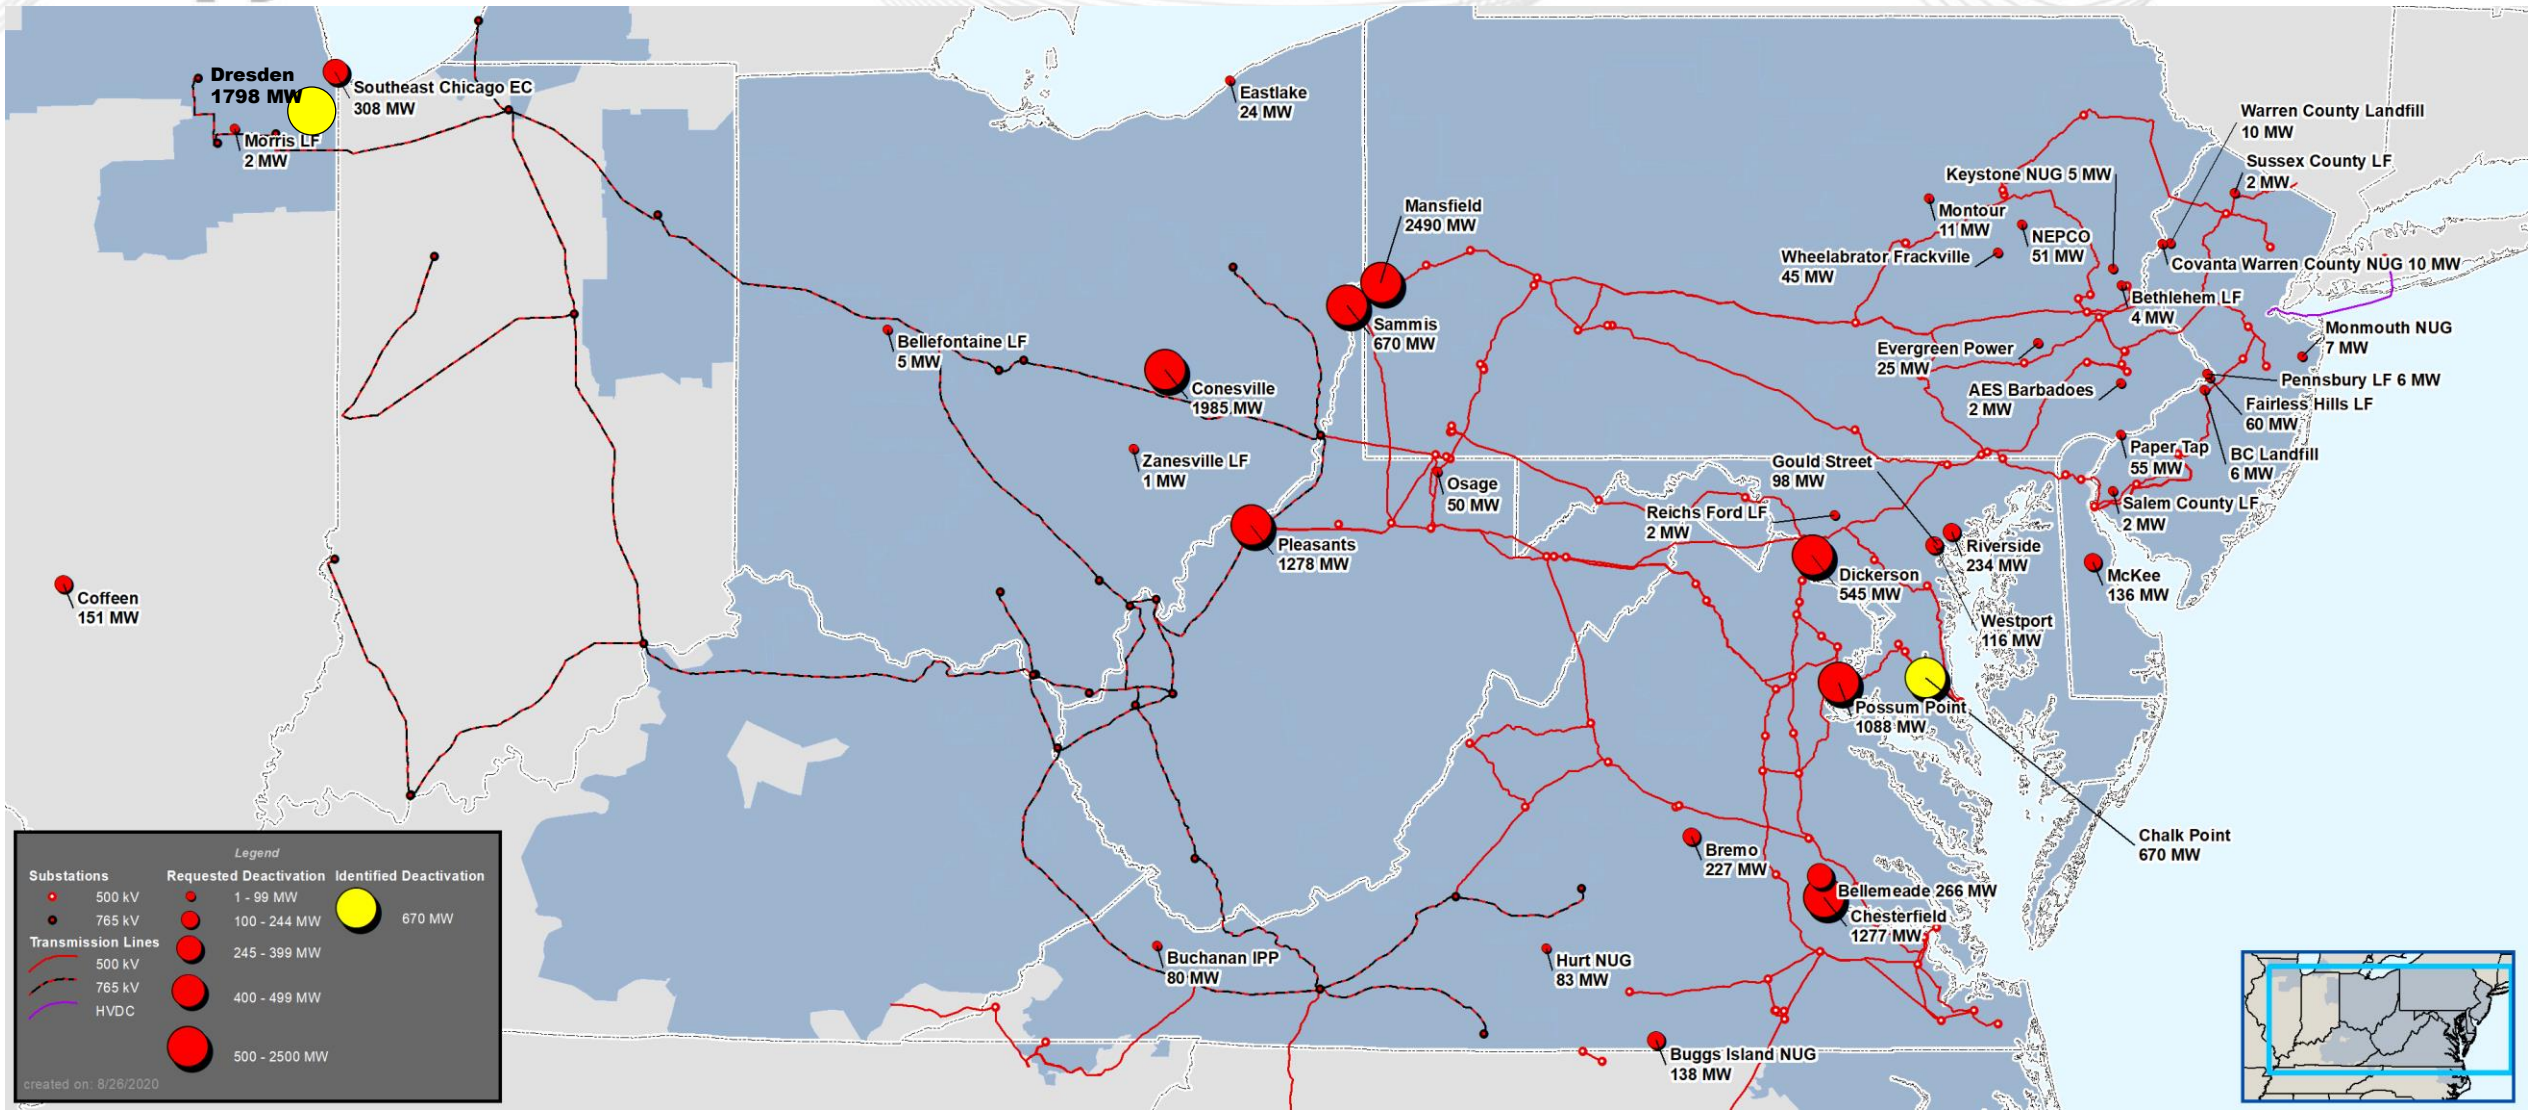 Dresden
1798 MW
Southeast Chicago EC
308 MW
Morris LF
2 MW
Eastlake
24 MW
Warren County Landfill
10 MW
Sussex County LF
2 MW
Keystone NUG 5 MW
Montour
11 MW
NEPCO
51 MW
Wheelabrator Frackville
45 MW
Covanta Warren County NUG 10 MW
Mansfield
2490 MW
Bethlehem LF
4 MW
Sammis
670 MW
Monmouth NUG
7 MW
Bellefontaine LF
5 MW
Evergreen Power
25 MW
Conesville
1985 MW
AES Barbadoes
2 MW
Pennsbury LF 6 MW
Fairless Hills LF
60 MW
Paper Tap
55 MW
BC Landfill
6 MW
Zanesville LF
1 MW
Gould Street
98 MW
Osage
50 MW
Reichs Ford LF
2 MW
Salem County LF
2 MW
Pleasants
1278 MW
Riverside
234 MW
Dickerson
545 MW
McKee
136 MW
Coffeen
151 MW
Westport
116 MW
Possum Point
1088 MW
Chalk Point
670 MW
Bremo
227 MW
Bellemeade 266 MW
Chesterfield
1277 MW
Buchanan IPP
80 MW
Hurt NUG
83 MW
Buggs Island NUG
138 MW
Legend
Substations
500 kV
765 kV
Transmission Lines
500 kV
765 kV
HVDC
Requested Deactivation
1 - 99 MW
100 - 244 MW
245 - 399 MW
400 - 499 MW
500 - 2500 MW
Identified Deactivation
670 MW
created on: 8/26/2020